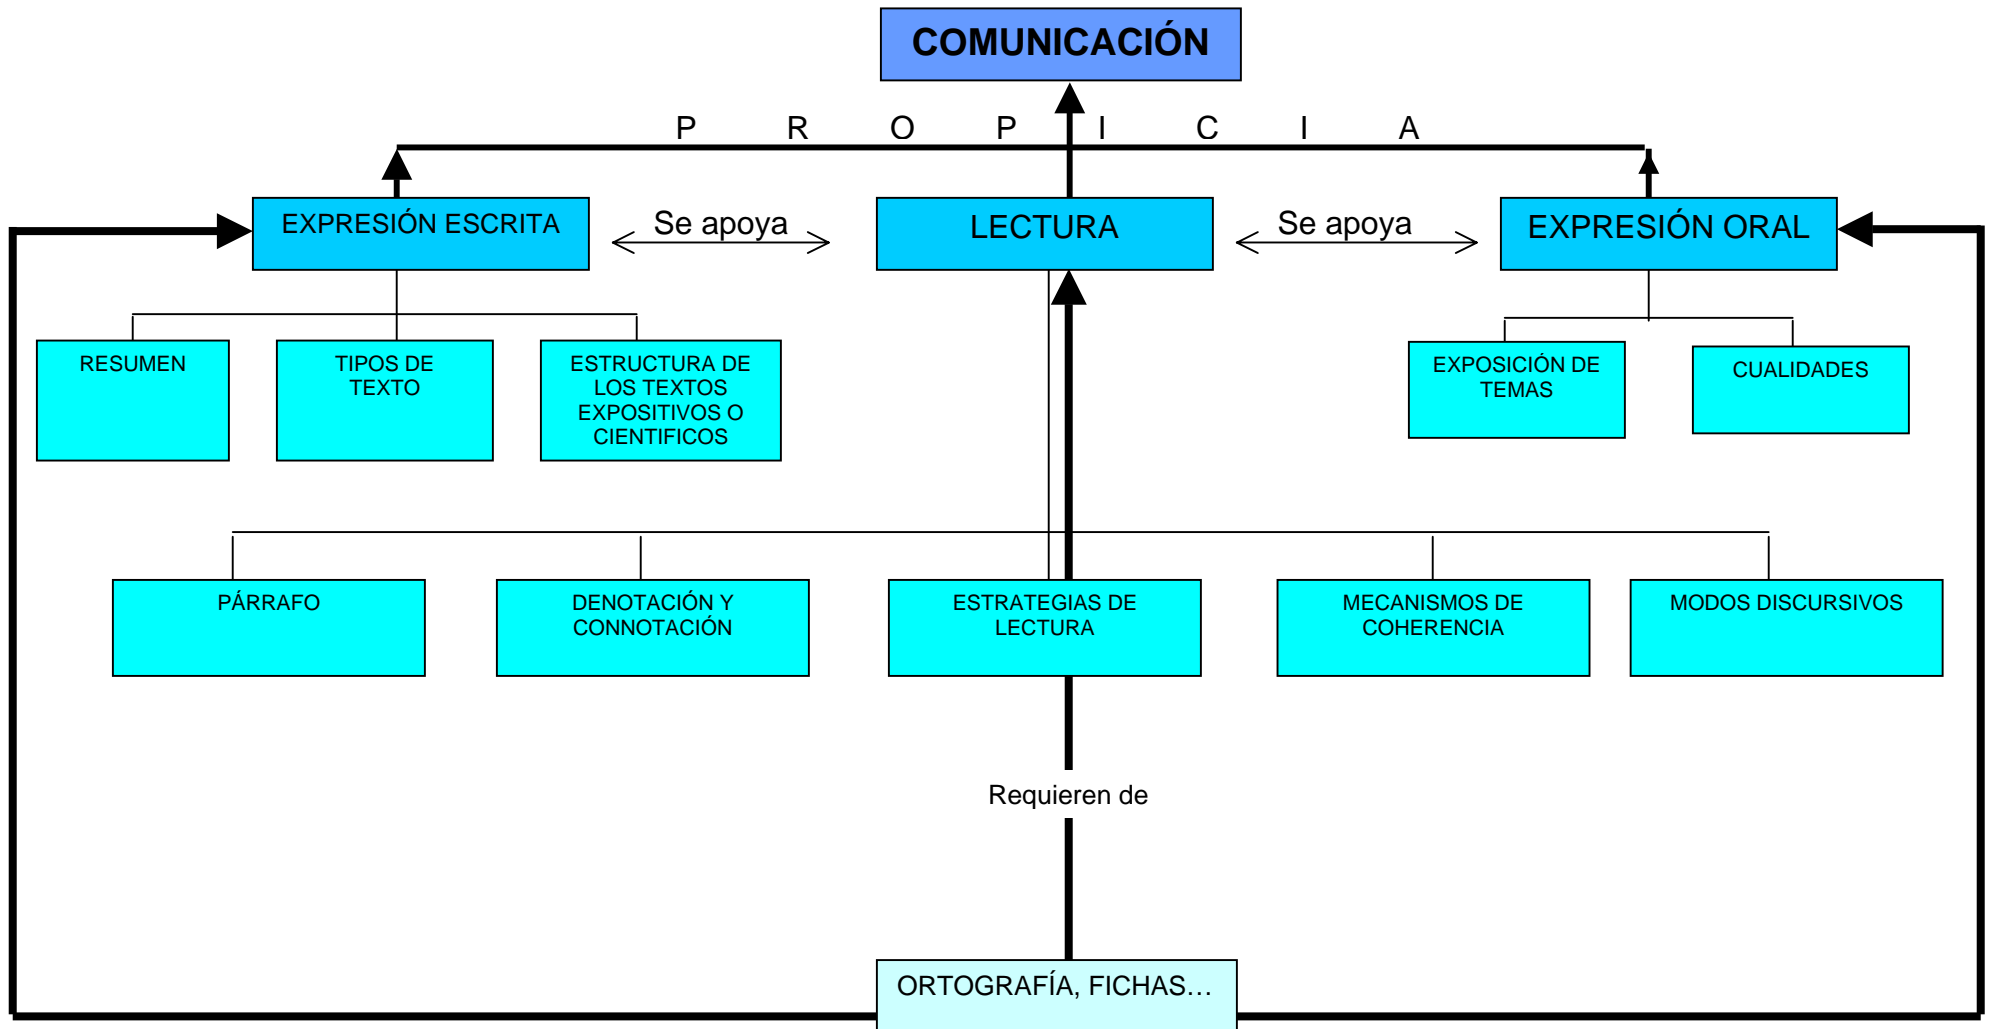 COMUNICACIÓN
P R O P I C I A
EXPRESIÓN ESCRITA
Se apoya
LECTURA
Se apoya
EXPRESIÓN ORAL
RESUMEN
TIPOS DE
TEXTO
ESTRUCTURA DE
LOS TEXTOS
EXPOSITIVOS O
CIENTIFICOS
EXPOSICIÓN DE
TEMAS
CUALIDADES
PÁRRAFO
DENOTACIÓN Y
CONNOTACIÓN
ESTRATEGIAS DE
LECTURA
MECANISMOS DE
COHERENCIA
MODOS DISCURSIVOS
Requieren de
ORTOGRAFÍA, FICHAS…